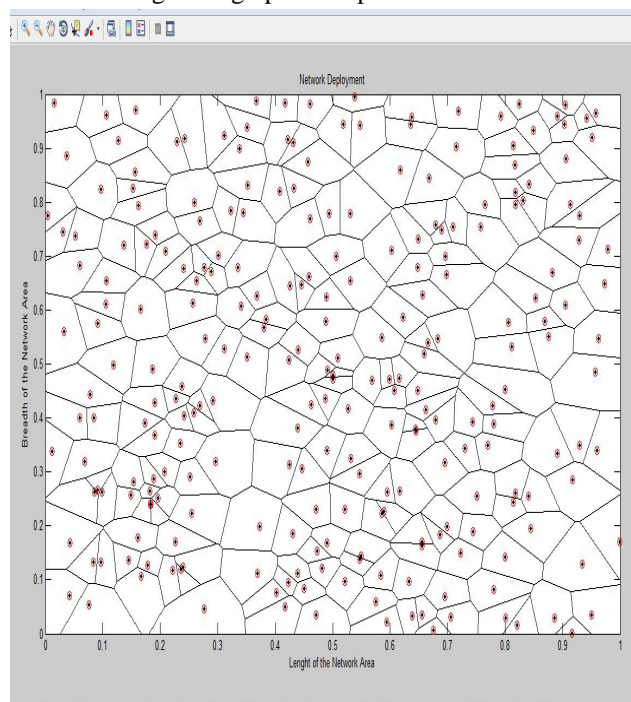 Network Deployment
1
0.9
0.8
0.7
0.6
0.5
0.4
0.3
0.2
0.1
0
Breadth of the Network Area
0 0.1 0.2 0.3 0.4 0.5 0.6 0.7 0.8 0.9 1
Lenght of the Network Area